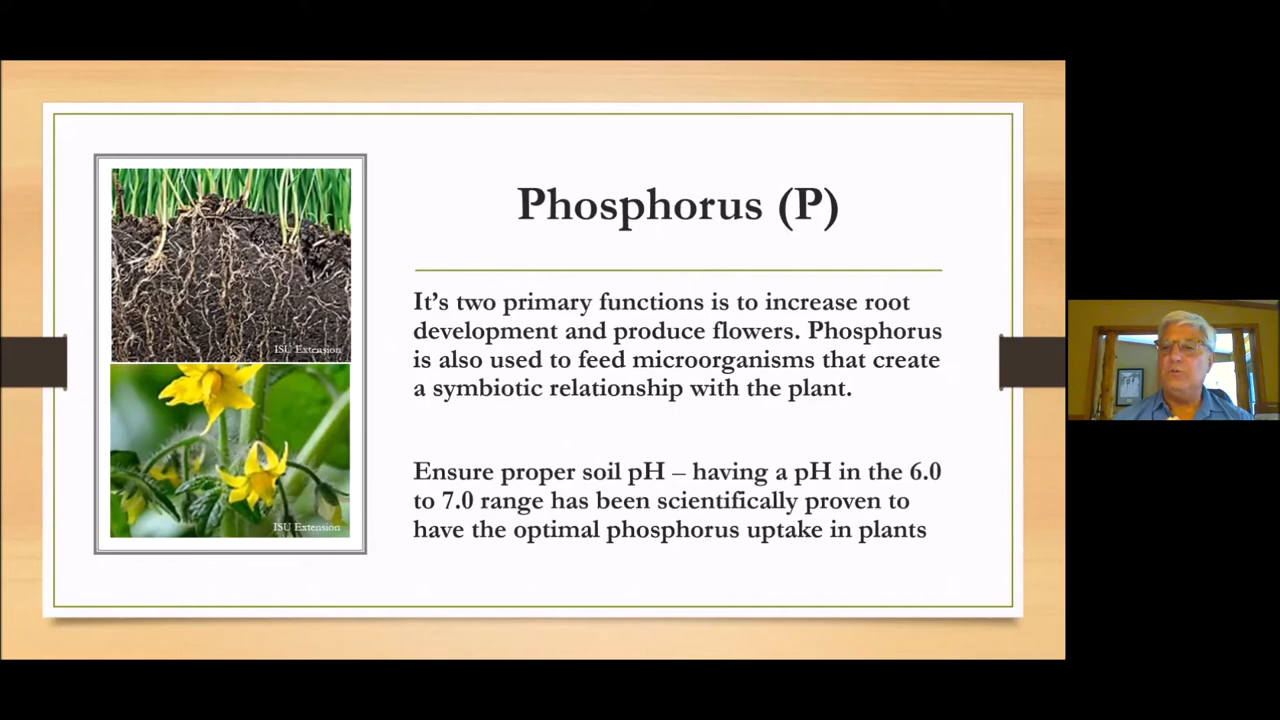 Phosphorus (P)
It's two primary functions is to increase root
development and produce flowers. Phosphorus
is also used to feed microorganisms that create
a symbiotic relationship with the plant.
Ensure proper soil pH – having a pH in the 6.0
to 7.0 range has been scientifically proven to
have the optimal phosphorus uptake in plants
ISU Extension
ISU Extension